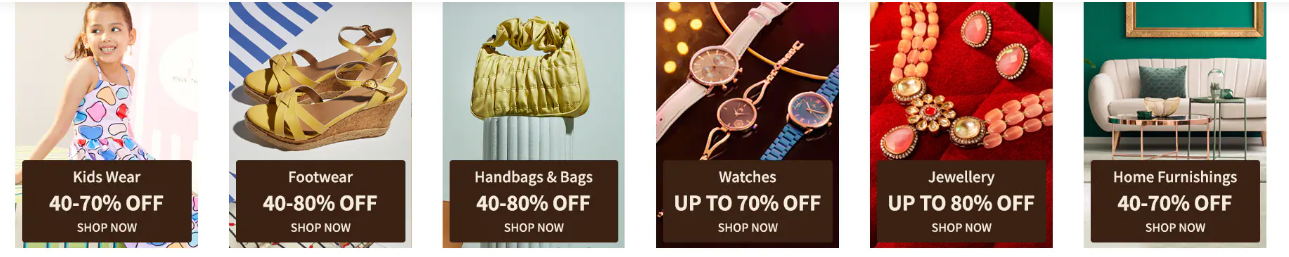 Kids Wear
40-70% OFF
SHOP NOW
Footwear
40-80% OFF
SHOP NOW
Handbags & Bags
40-80% OFF
SHOP NOW
Watches
UP TO 70% OFF
SHOP NOW
Jewellery
UP TO 80% OFF
SHOP NOW
Home Furnishings
40-70% OFF
SHOP NOW